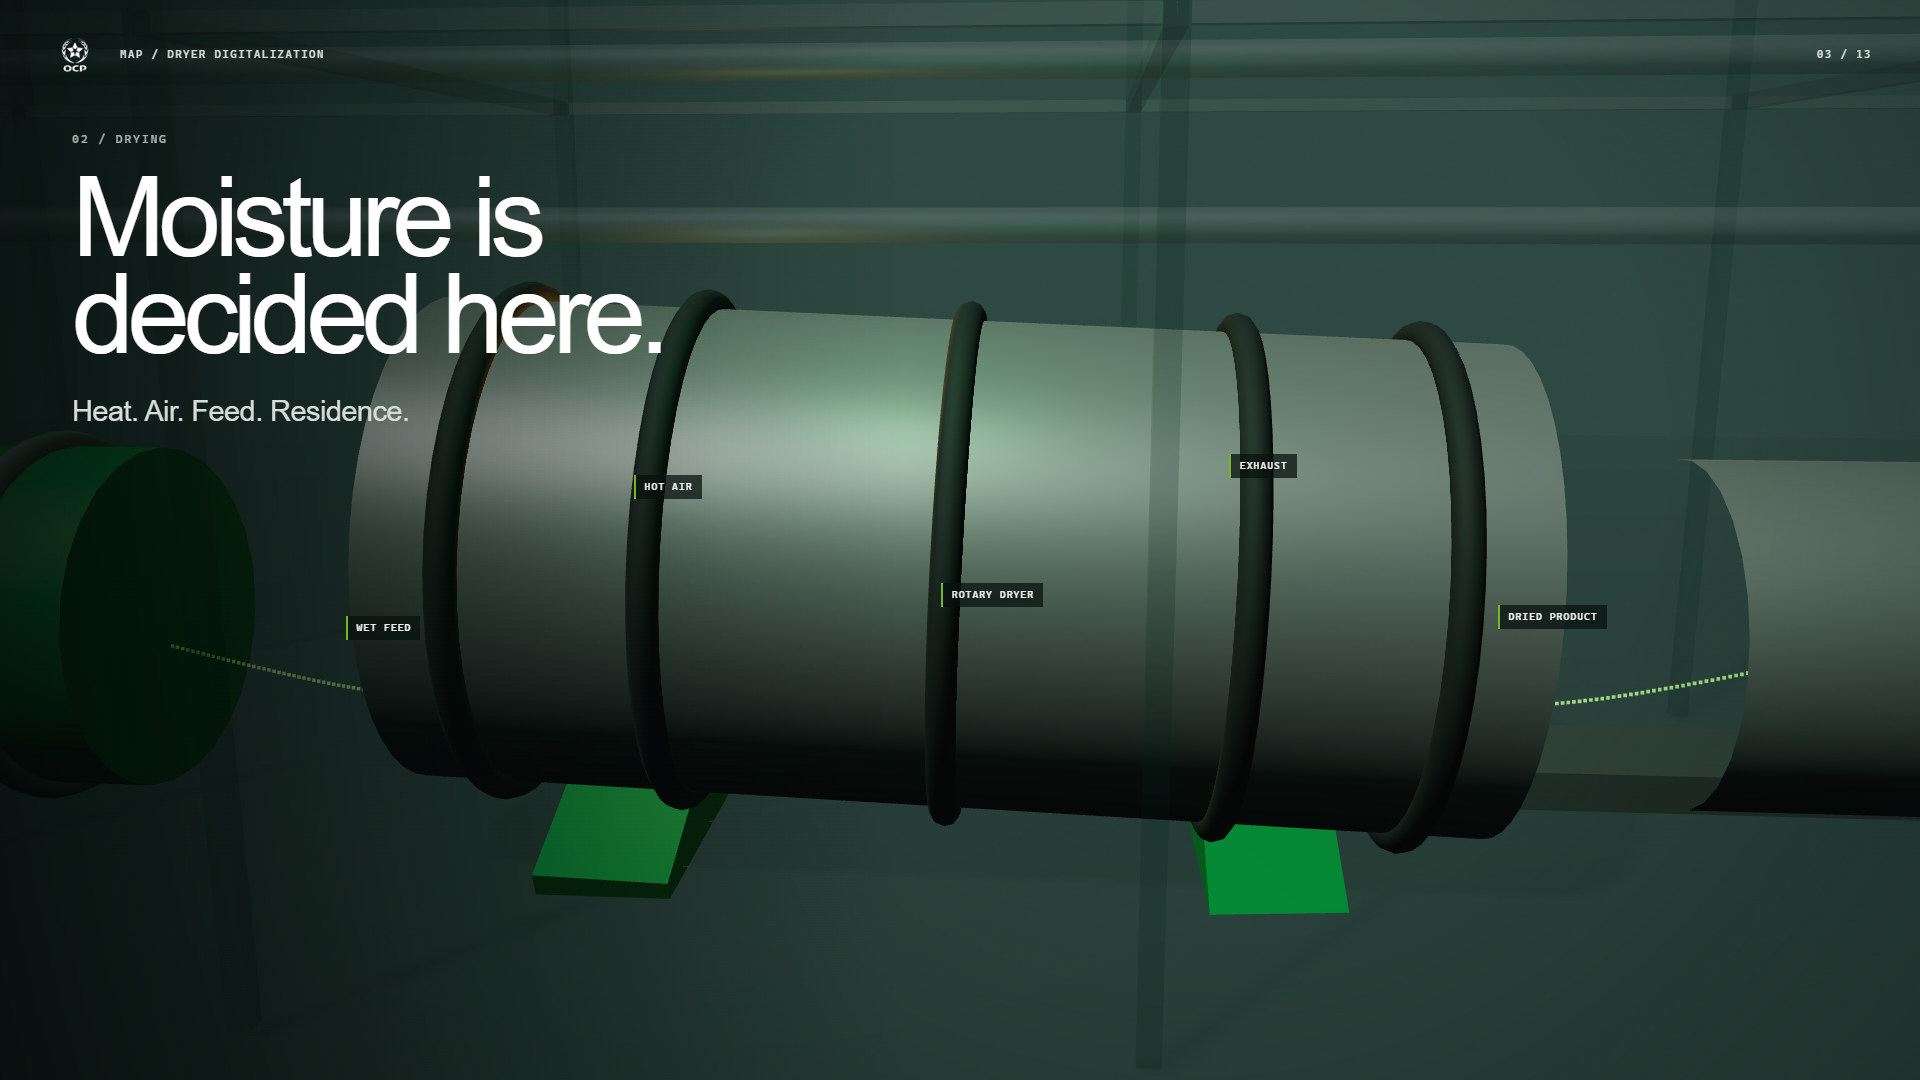 OCP
MAP / DRYER DIGITALIZATION
03 / 13
02 / DRYING
Moisture is
decided here.
Heat. Air. Feed. Residence.
HOT AIR
EXHAUST
ROTARY DRYER
WET FEED
DRIED PRODUCT